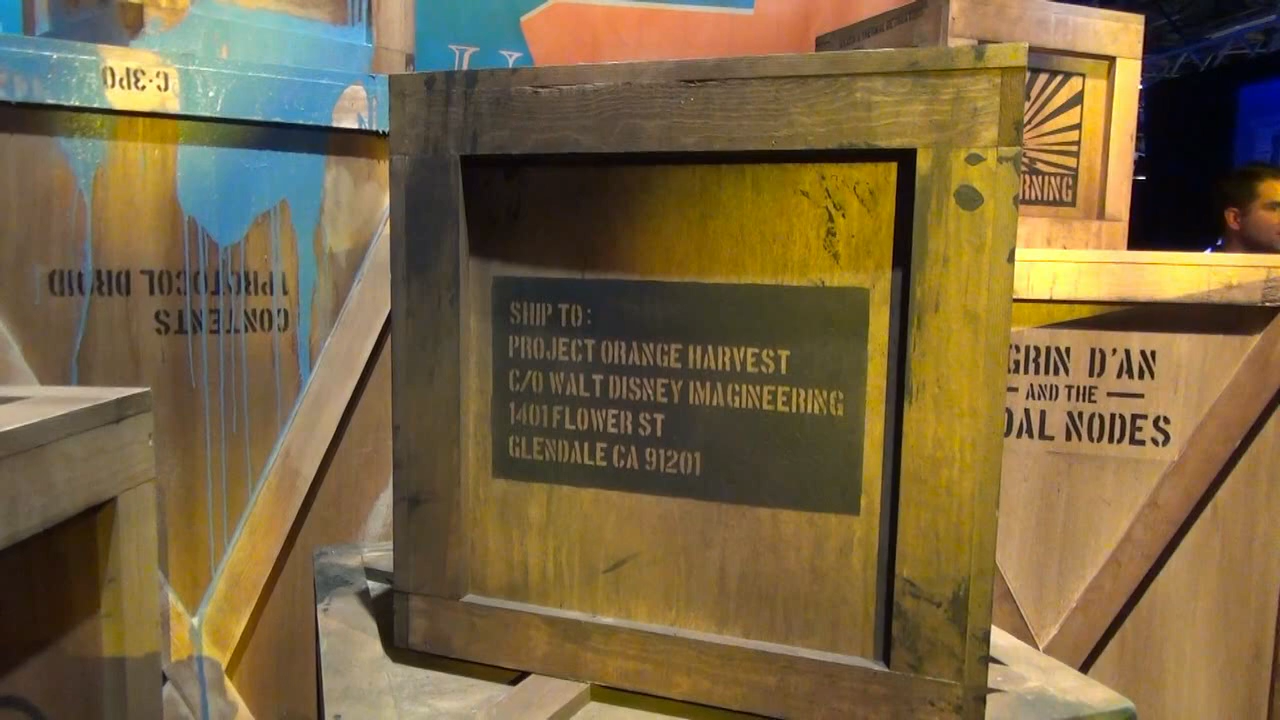 C-3PO
1PROTOCOL DROID
CONTENTS
SHIP TO:
PROJECT ORANGE HARVEST
C/O WALT DISNEY IMAGINEERING
1401 FLOWER ST
GLENDALE CA 91201
RNING
GRIN D'AN
AND THE
DAL NODES